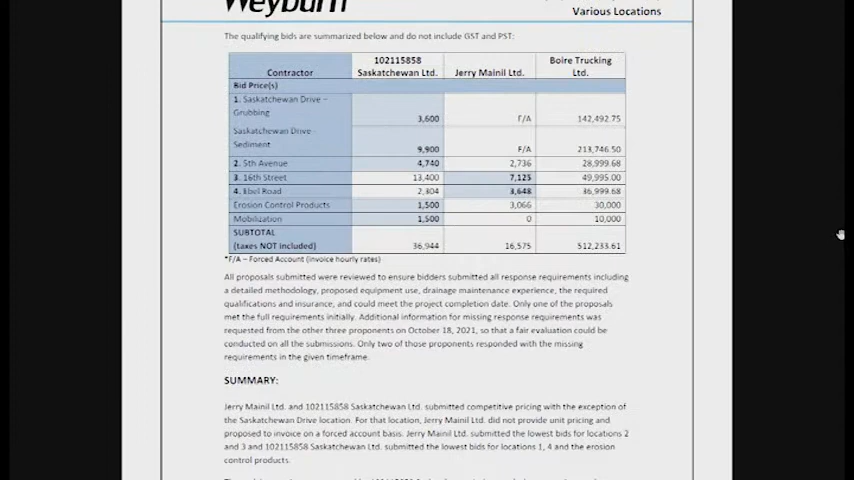 Weyburn
Various Locations
The qualifying bids are summarized below and do not include GST and PST:
Contractor 102115858 Saskatchewan Ltd. Jerry Mainil Ltd. Boire Trucking Ltd.
Bid Price(s)
1. Saskatchewan Drive – Grubbing 3,600 F/A 142,492.75
Saskatchewan Drive Sediment 9,900 F/A 213,746.50
2. 5th Avenue 4,740 2,736 28,999.68
3. 16th Street 13,400 7,125 49,995.00
4. Ebel Road 2,304 3,648 36,999.68
Erosion Control Products 1,500 3,066 30,000
Mobilization 1,500 0 10,000
SUBTOTAL (taxes NOT included) 36,944 16,575 512,233.61
*F/A – Forced Account (invoice hourly rates)
All proposals submitted were reviewed to ensure bidders submitted all response requirements including
a detailed methodology, proposed equipment use, drainage maintenance experience, the required
qualifications and insurance, and could meet the project completion date. Only one of the proposals
met the full requirements initially. Additional information for missing response requirements was
requested from the other three proponents on October 18, 2021, so that a fair evaluation could be
conducted on all the submissions. Only two of those proponents responded with the missing
requirements in the given timeframe.
SUMMARY:
Jerry Mainil Ltd. and 102115858 Saskatchewan Ltd. submitted competitive pricing with the exception of
the Saskatchewan Drive location. For that location, Jerry Mainil Ltd. did not provide unit pricing and
proposed to invoice on a forced account basis. Jerry Mainil Ltd. submitted the lowest bids for locations 2
and 3 and 102115858 Saskatchewan Ltd. submitted the lowest bids for locations 1, 4 and the erosion
control products.